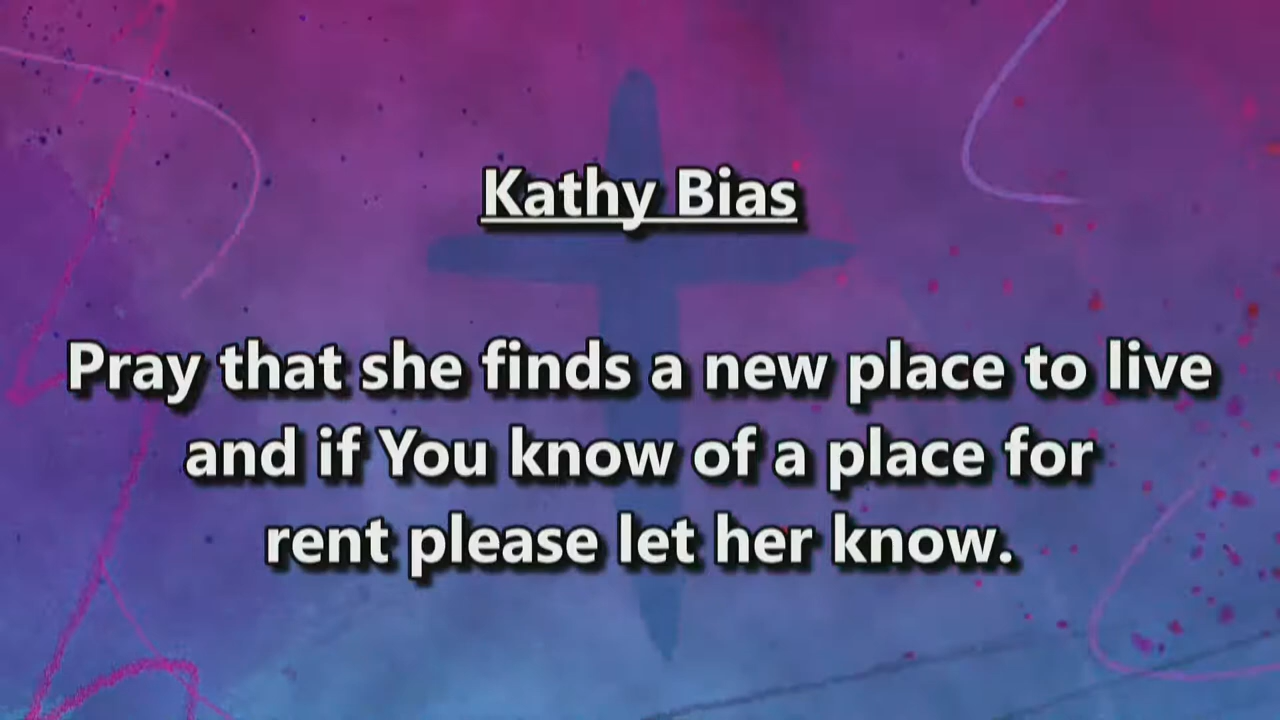 Kathy Bias
Pray that she finds a new place to live
and if You know of a place for
rent please let her know.